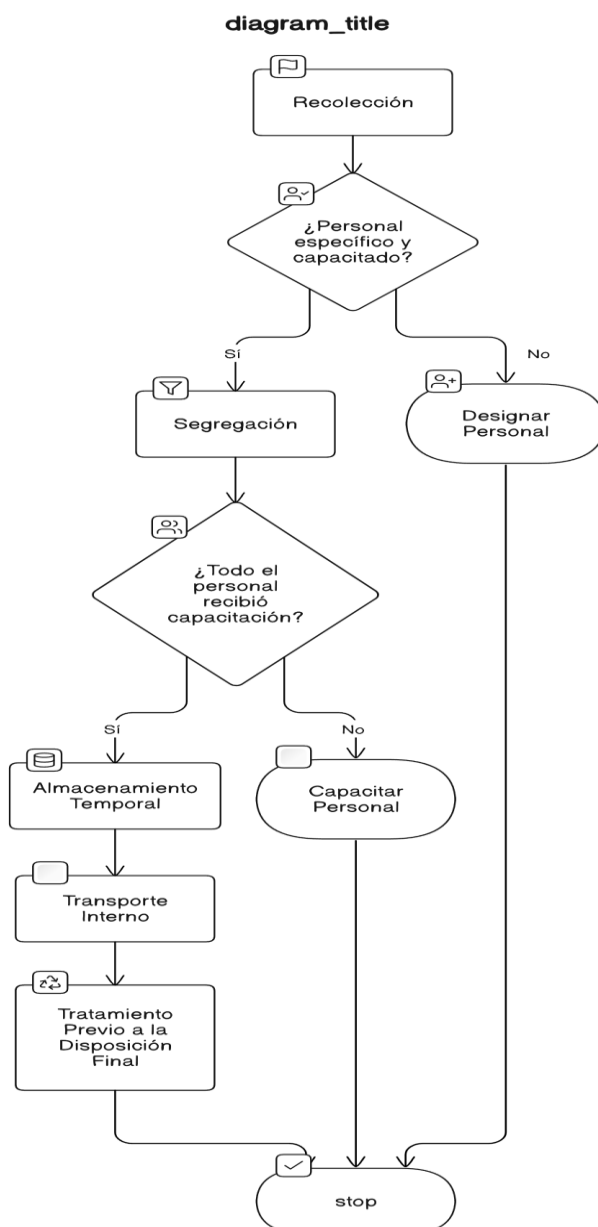 diagram_title
Recolección
¿Personal
específico y
capacitado?
Sí
No
Segregación
Designar
Personal
¿Todo el
personal
recibió
capacitación?
Sí
No
Almacenamiento
Temporal
Capacitar
Personal
Transporte
Interno
Tratamiento
Previo a la
Disposición
Final
stop